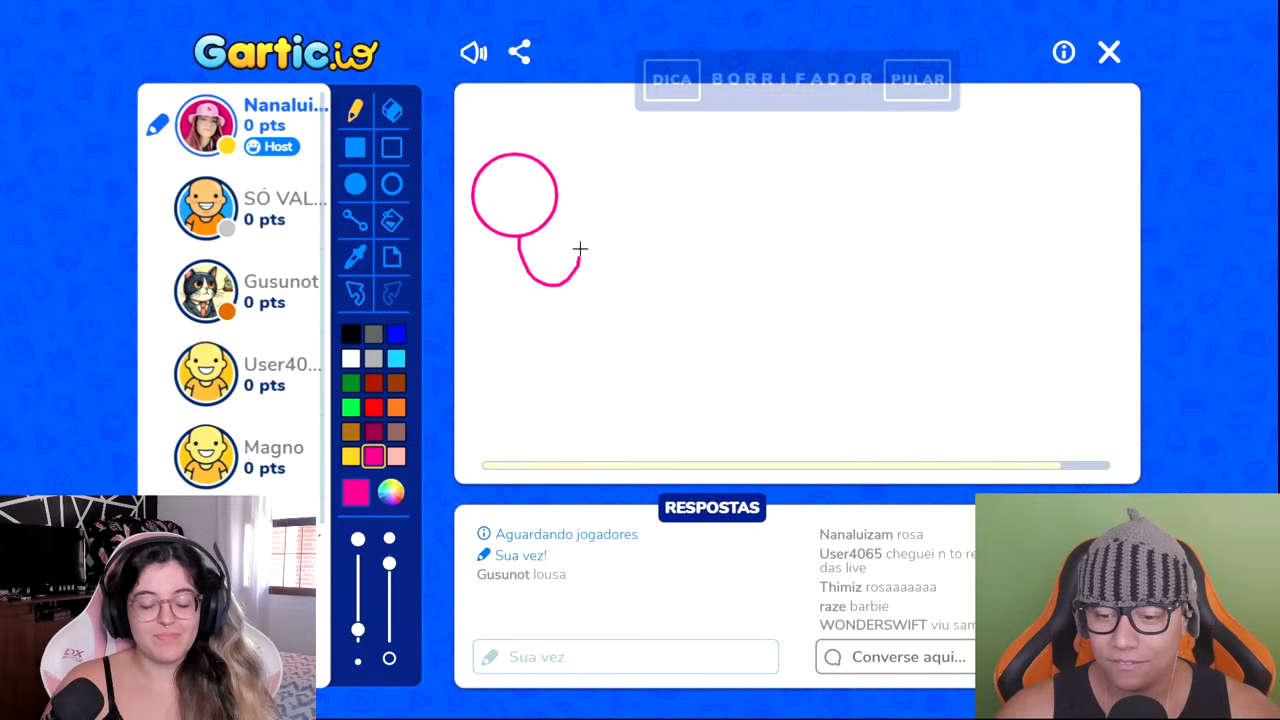 Gartic.io
DICA BORRIFADOR PULAR
Nanalui...
0 pts
Host
SÓ VAL...
0 pts
Gusunot
0 pts
User40...
0 pts
Magno
0 pts
RESPOSTAS
Aguardando jogadores
Sua vez!
Gusunot lousa
Sua vez
Nanaluizam rosa
User4065 cheguei n to re
das live
Thimiz rosaaaaaa
raze barbie
WONDERSWIFT viu sam
Converse aqui...
DX